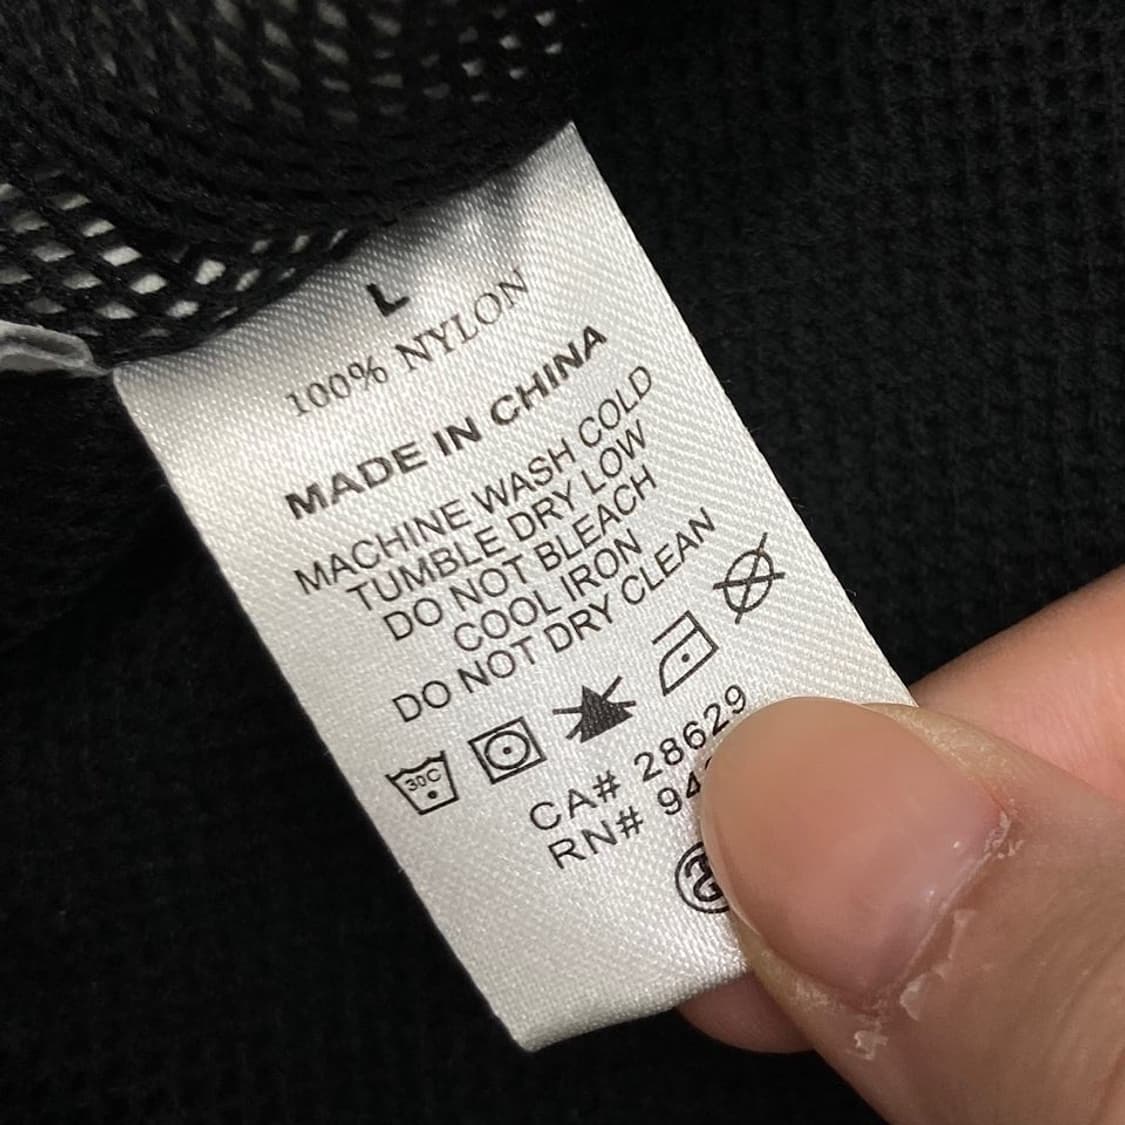 L
100% NYLON
MADE IN CHINA
MACHINE WASH COLD
TUMBLE DRY LOW
DO NOT BLEACH
COOL IRON
DO NOT DRY CLEAN
30C
CA# 28629
RN#